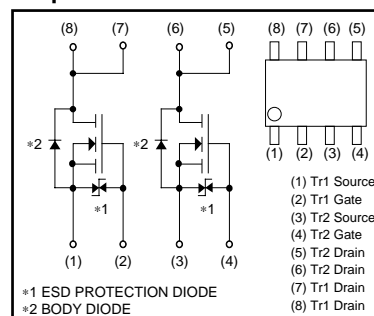 (8) (7) (6) (5)
(8) (7) (6) (5)
∗2 ∗2
∗1 ∗1
(1) (2) (3) (4)
(1) (2) (3) (4)
(1) Tr1 Source
(2) Tr1 Gate
(3) Tr2 Source
(4) Tr2 Gate
(5) Tr2 Drain
(6) Tr2 Drain
(7) Tr1 Drain
(8) Tr1 Drain
∗1 ESD PROTECTION DIODE
∗2 BODY DIODE